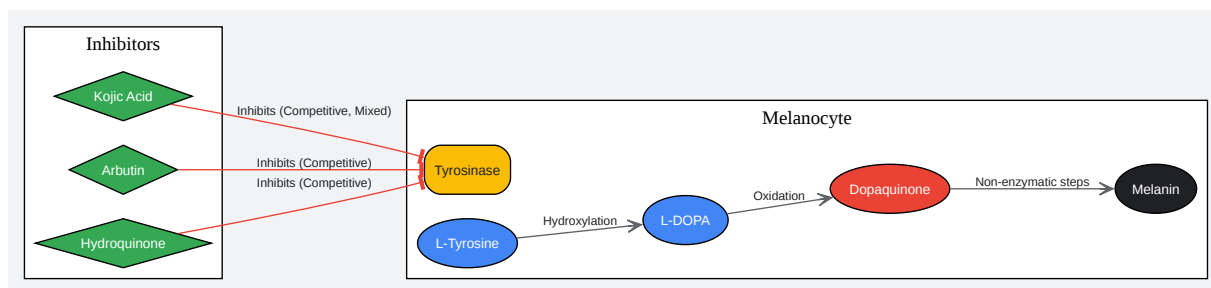 Inhibitors
Kojic Acid
Arbutin
Hydroquinone
Inhibits (Competitive, Mixed)
Inhibits (Competitive)
Inhibits (Competitive)
Melanocyte
Tyrosinase
L-Tyrosine
Hydroxylation
L-DOPA
Oxidation
Dopaquinone
Non-enzymatic steps
Melanin